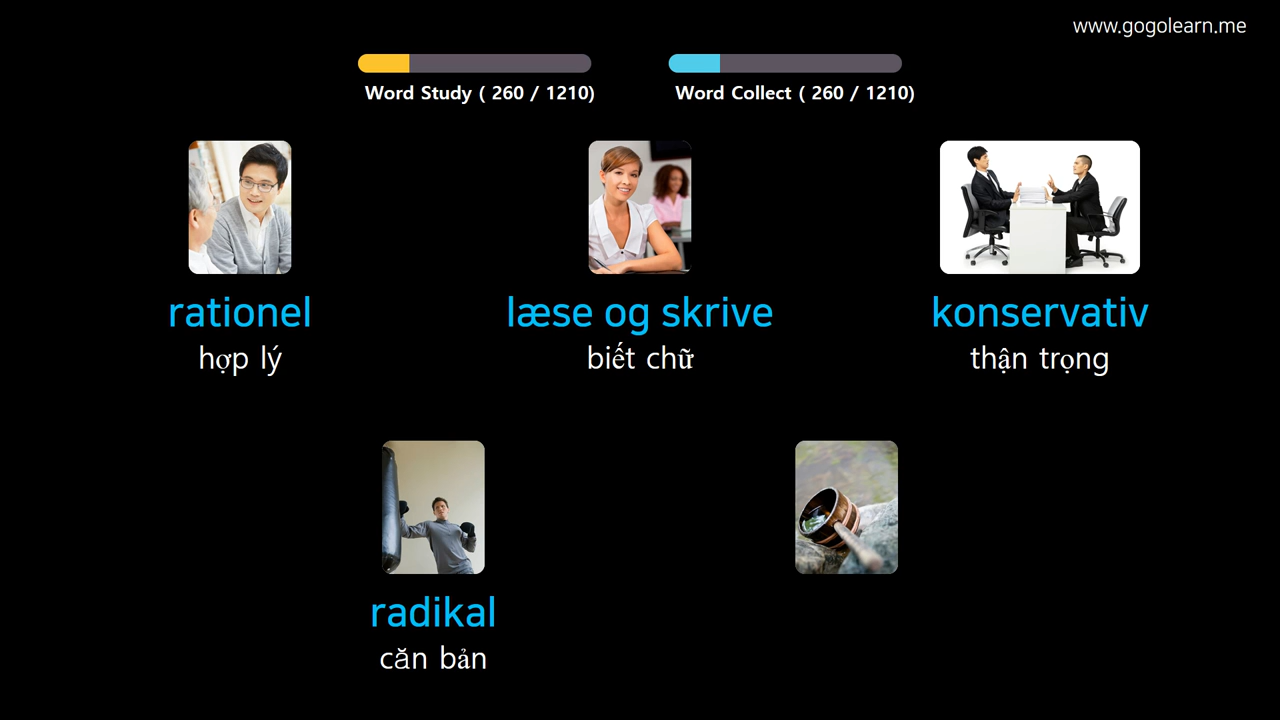 www.gogolearn.me
Word Study ( 260 / 1210)
Word Collect ( 260 / 1210)
rationel
hợp lý
læse og skrive
biết chữ
konservativ
thận trọng
radikal
căn bản